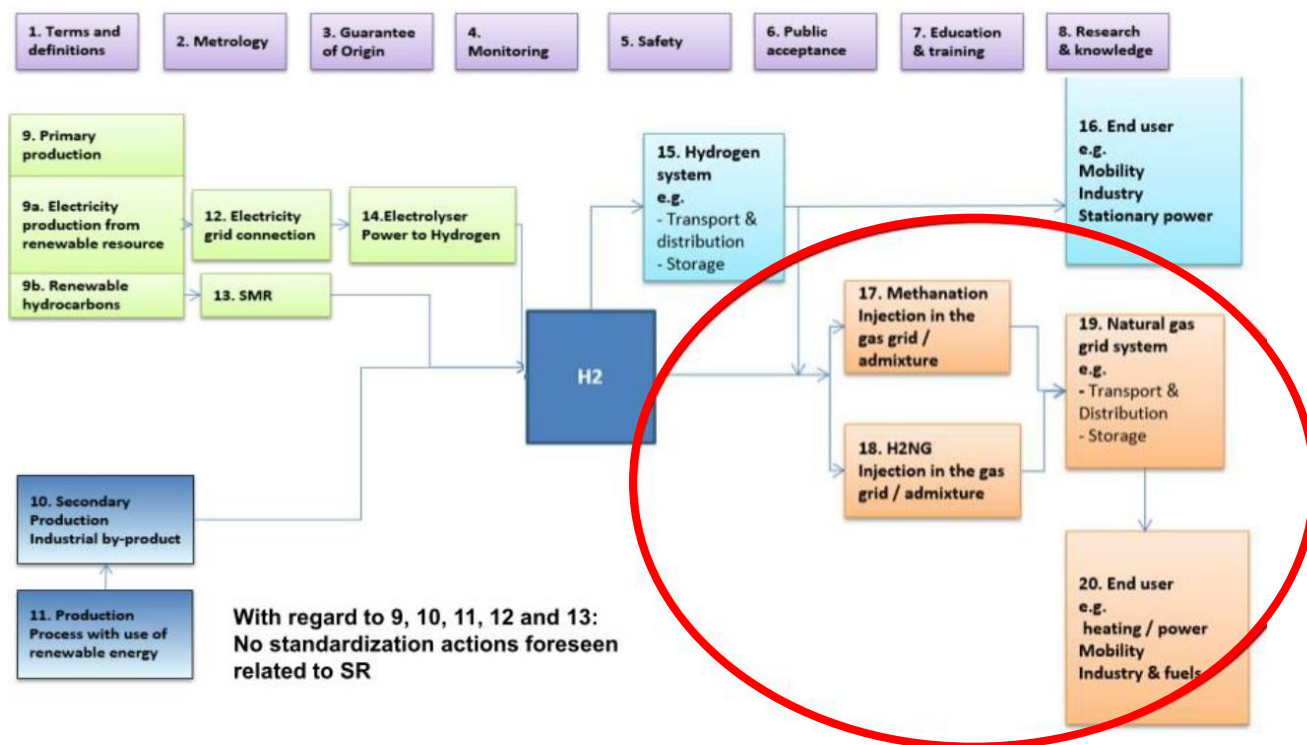 1. Terms and
definitions
2. Metrology
3. Guarantee
of Origin
4.
Monitoring
5. Safety
6. Public
acceptance
7. Education
& training
8. Research
& knowledge
9. Primary
production
9a. Electricity
production from
renewable resource
9b. Renewable
hydrocarbons
12. Electricity
grid connection
13. SMR
14.Electrolyser
Power to Hydrogen
H2
15. Hydrogen
system
e.g.
- Transport &
distribution
- Storage
16. End user
e.g.
Mobility
Industry
Stationary power
17. Methanation
Injection in the
gas grid /
admixture
18. H2NG
Injection in the gas
grid / admixture
19. Natural gas
grid system
e.g.
- Transport &
Distribution
- Storage
10. Secondary
Production
Industrial by-product
11. Production
Process with use of
renewable energy
With regard to 9, 10, 11, 12 and 13:
No standardization actions foreseen
related to SR
20. End user
e.g.
heating / power
Mobility
Industry & fuels